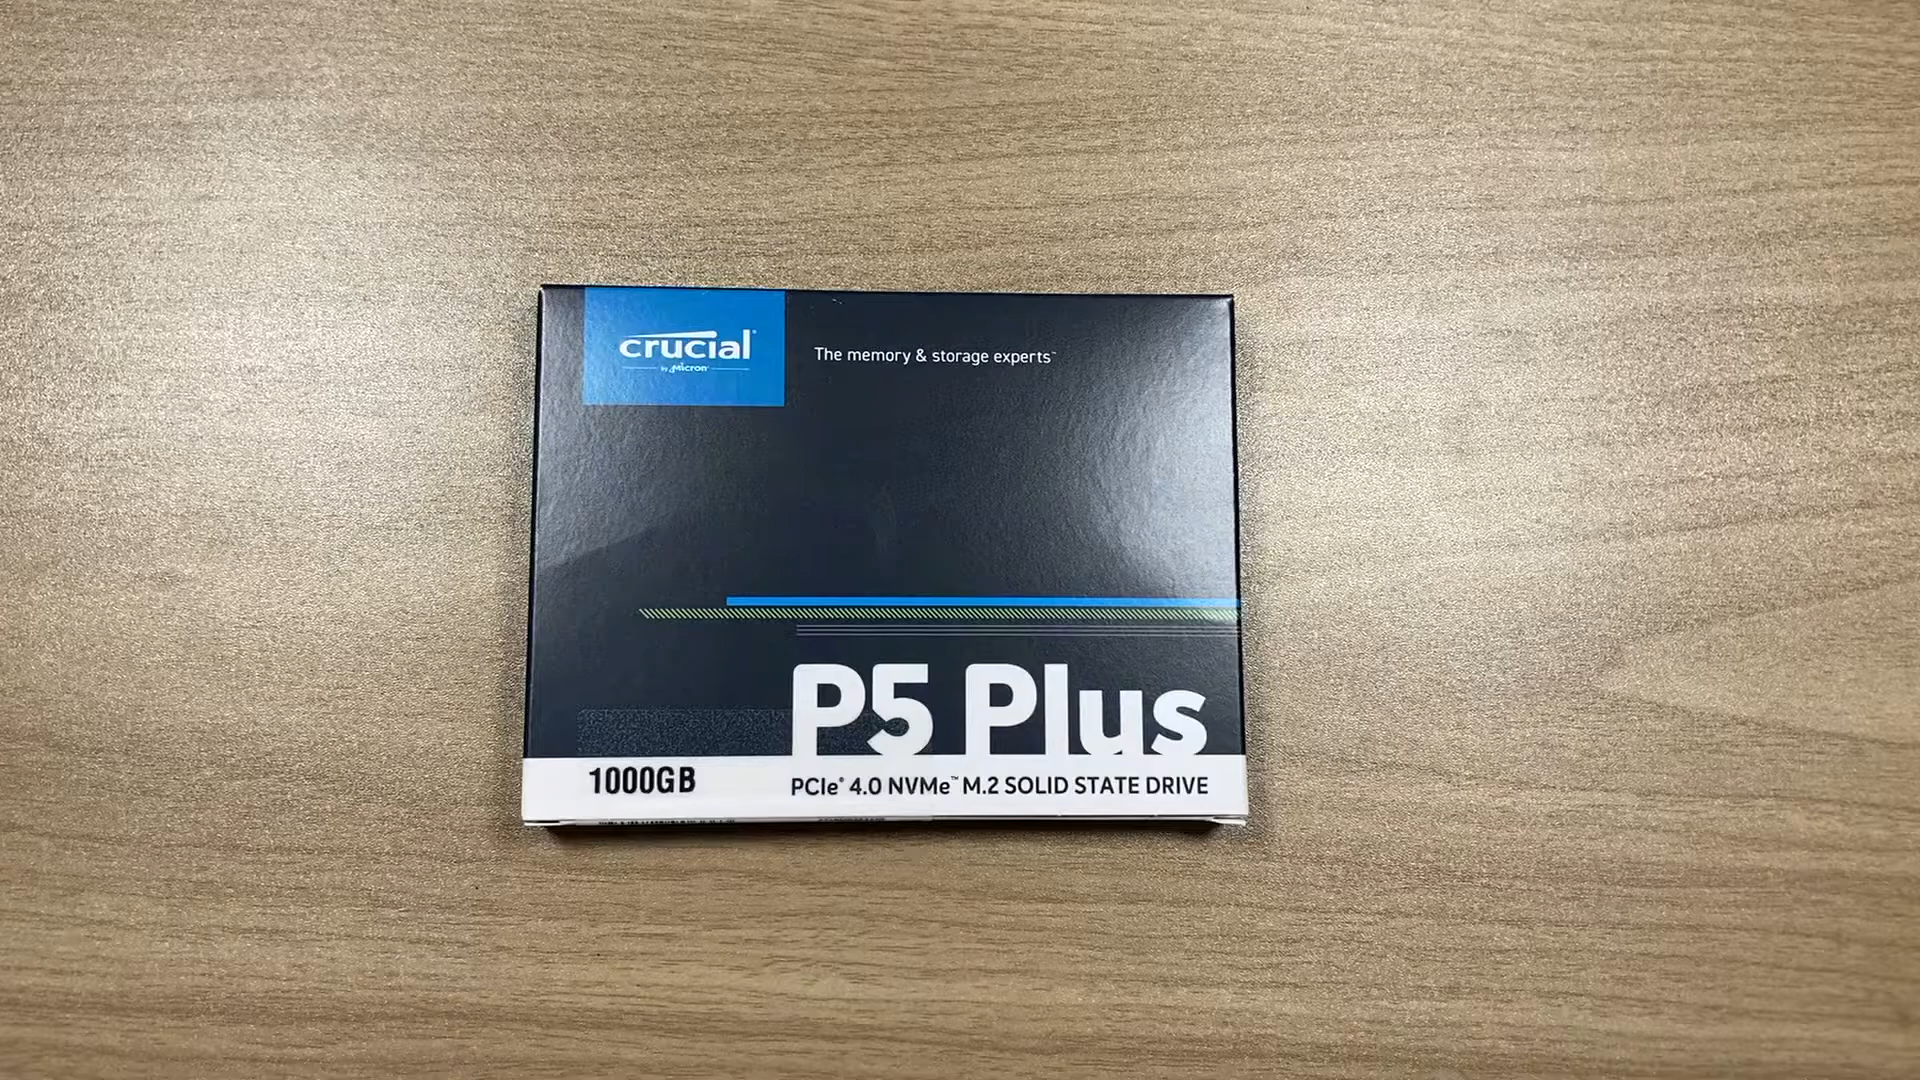 crucial
by Micron
The memory & storage experts™
P5 Plus
1000GB
PCIe® 4.0 NVMe™ M.2 SOLID STATE DRIVE